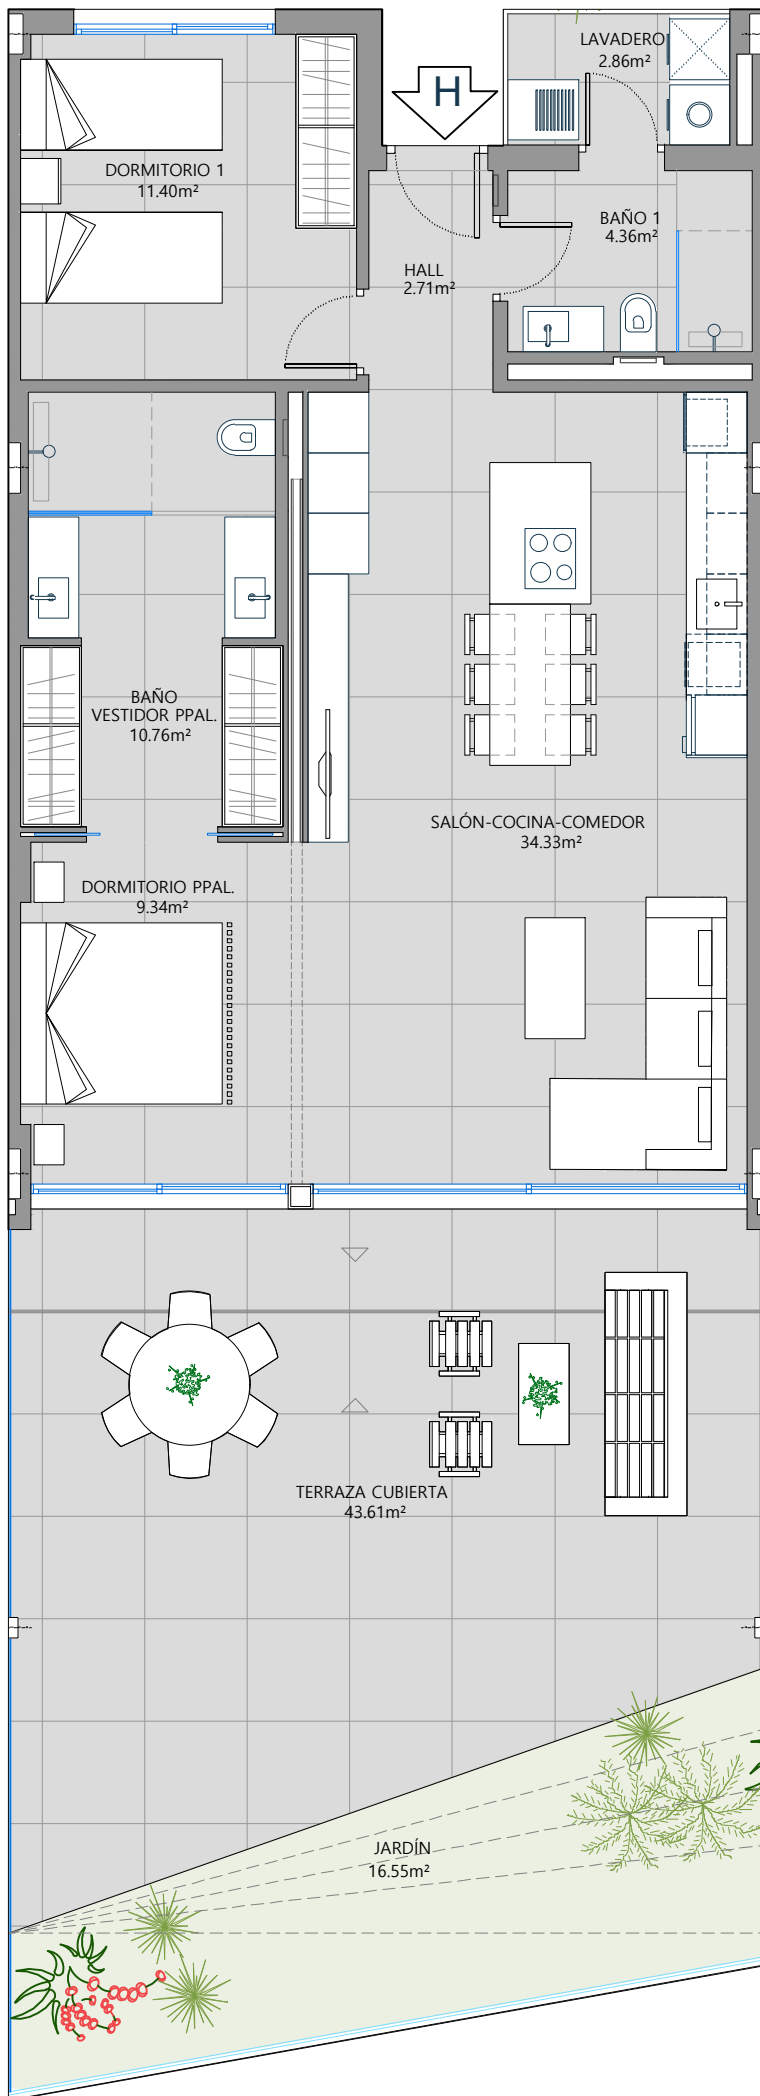 LAVADERO
2.86m²
H
DORMITORIO 1
11.40m²
BAÑO 1
4.36m²
HALL
2.71m²
BAÑO
VESTIDOR PPAL.
10.76m²
SALÓN-COCINA-COMEDOR
34.33m²
DORMITORIO PPAL.
9.34m²
TERRAZA CUBIERTA
43.61m²
JARDÍN
16.55m²